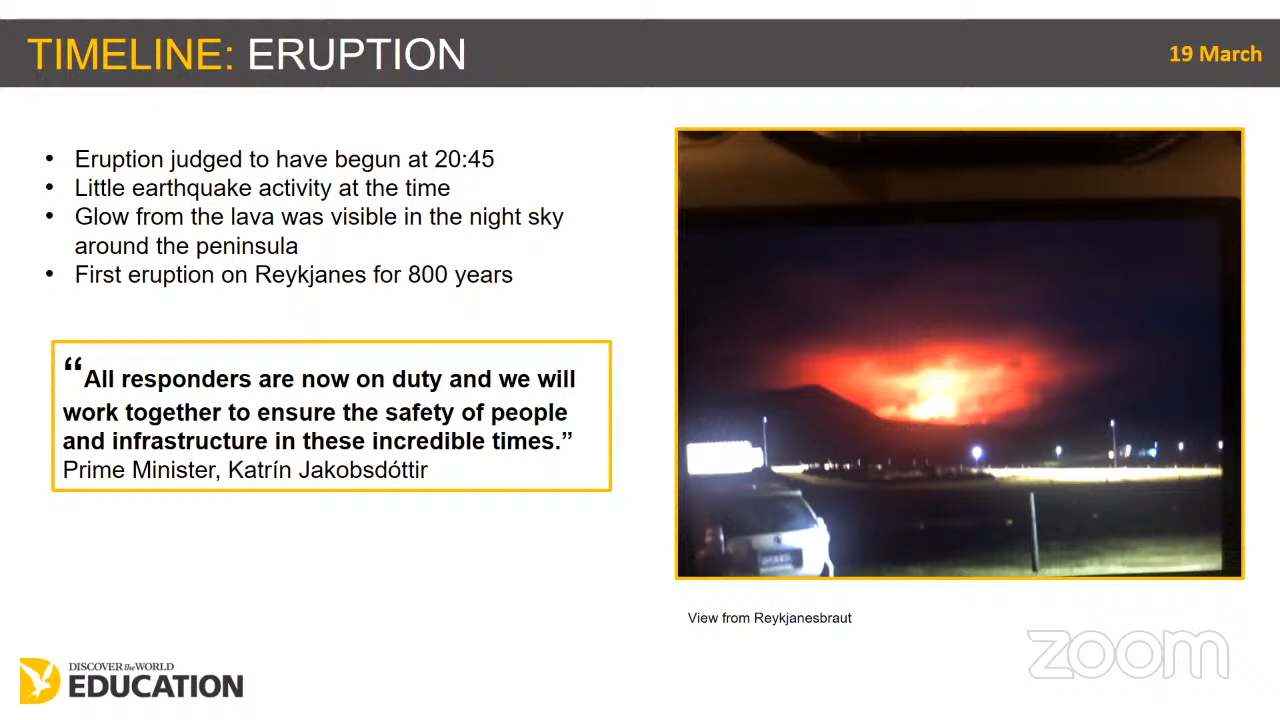 TIMELINE: ERUPTION
19 March
• Eruption judged to have begun at 20:45
• Little earthquake activity at the time
• Glow from the lava was visible in the night sky
around the peninsula
• First eruption on Reykjanes for 800 years
“All responders are now on duty and we will
work together to ensure the safety of people
and infrastructure in these incredible times.”
Prime Minister, Katrín Jakobsdóttir
View from Reykjanesbraut
DISCOVER the WORLD
EDUCATION
zoom